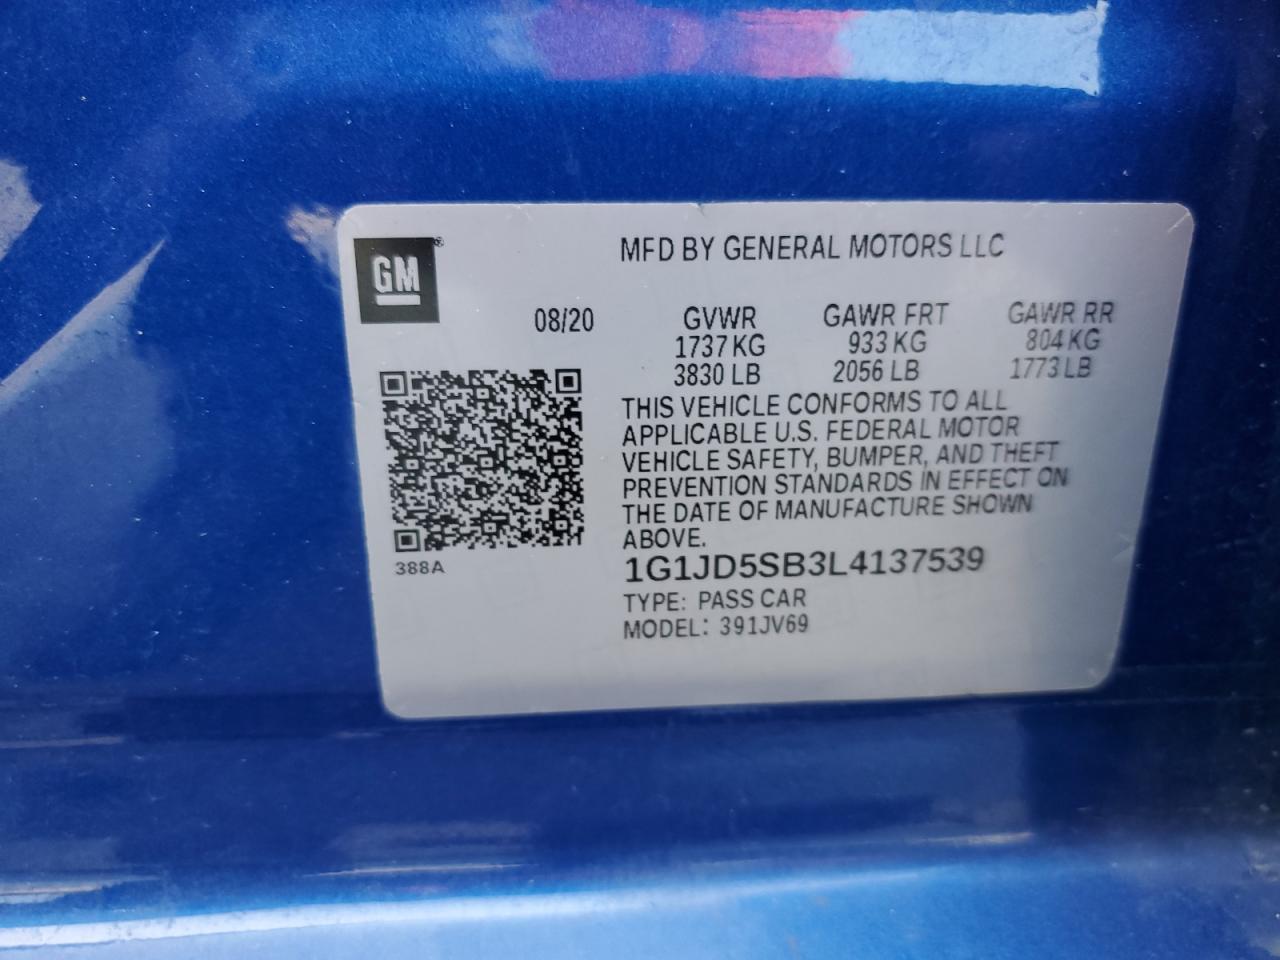 GM®
MFD BY GENERAL MOTORS LLC
08/20 GVWR GAWR FRT GAWR RR
1737 KG 933 KG 804 KG
3830 LB 2056 LB 1773 LB
THIS VEHICLE CONFORMS TO ALL
APPLICABLE U.S. FEDERAL MOTOR
VEHICLE SAFETY, BUMPER, AND THEFT
PREVENTION STANDARDS IN EFFECT ON
THE DATE OF MANUFACTURE SHOWN
ABOVE.
388A
1G1JD5SB3L4137539
TYPE: PASS CAR
MODEL: 391JV69